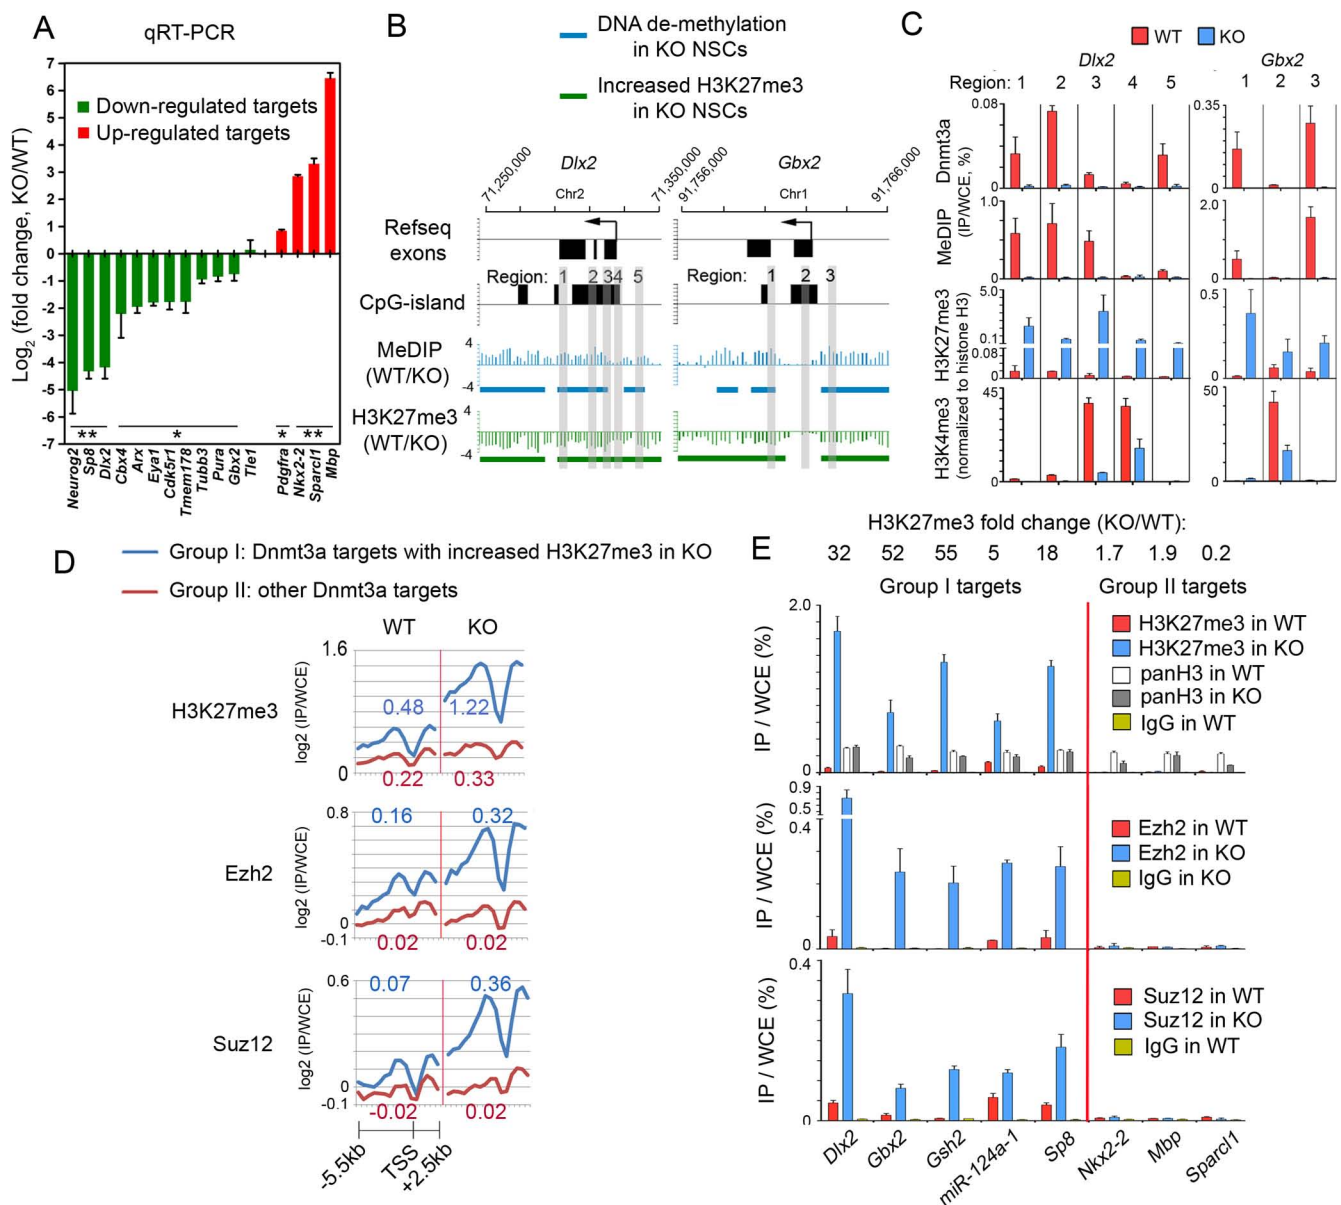 A
qRT-PCR
Log2 (fold change, KO/WT)
7
6
5
4
3
2
1
0
-1
-2
-3
-4
-5
-6
-7
Down-regulated targets
Up-regulated targets
**
*
*
**
Neurog2
Sp8
Dlx2
Cbx4
Arx
Eya1
Cdk5r1
Tmem178
Tubb3
Pura
Gbx2
Tle1
Pdgfra
Nkx2-2
Sparcl1
Mbp
B
DNA de-methylation
in KO NSCs
Increased H3K27me3
in KO NSCs
71,250,000
Dlx2
Chr2
71,350,000
91,756,000
Gbx2
Chr1
91,766,000
Refseq
exons
Region: 1 2 3 4 5
Region: 1 2 3
CpG-island
MeDIP
(WT/KO)
4
-4
H3K27me3
(WT/KO)
4
-4
C
WT KO
Dlx2
Gbx2
Region: 1 2 3 4 5
1 2 3
Dnmt3a
MeDIP
(IP/WCE, %)
H3K27me3
H3K4me3
(normalized to histone H3)
0.08
0
0.35
0
1.0
0
2.0
0
5.0
0.1
0.08
0
0.5
0
45
0
50
0
D
Group I: Dnmt3a targets with increased H3K27me3 in KO
Group II: other Dnmt3a targets
WT KO
H3K27me3
log2 (IP/WCE)
1.6
0
0.48 1.22
0.22 0.33
Ezh2
log2 (IP/WCE)
0.8
0
-0.1
0.16 0.32
0.02 0.02
Suz12
log2 (IP/WCE)
0.6
0
-0.1
0.07 0.36
-0.02 0.02
-5.5kb
TSS
+2.5kb
E
H3K27me3 fold change (KO/WT):
32 52 55 5 18 1.7 1.9 0.2
Group I targets
Group II targets
IP / WCE (%)
2.0
0
H3K27me3 in WT
H3K27me3 in KO
panH3 in WT
panH3 in KO
IgG in WT
IP / WCE (%)
0.9
0.5
0.4
0
Ezh2 in WT
Ezh2 in KO
IgG in KO
IP / WCE (%)
0.4
0
Suz12 in WT
Suz12 in KO
IgG in WT
Dlx2
Gbx2
Gsh2
miR-124a-1
Sp8
Nkx2-2
Mbp
Sparcl1